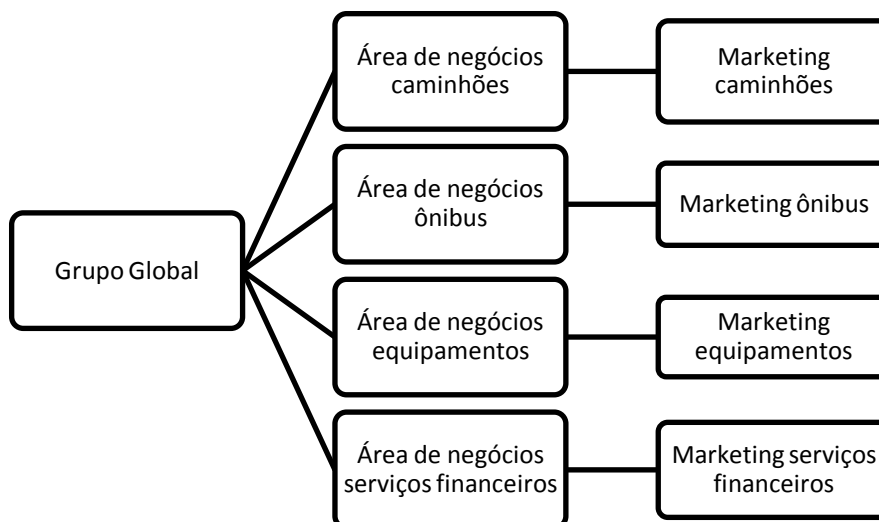 Área de negócios
caminhões
Marketing
caminhões
Área de negócios
ônibus
Marketing ônibus
Grupo Global
Área de negócios
equipamentos
Marketing
equipamentos
Área de negócios
serviços financeiros
Marketing serviços
financeiros